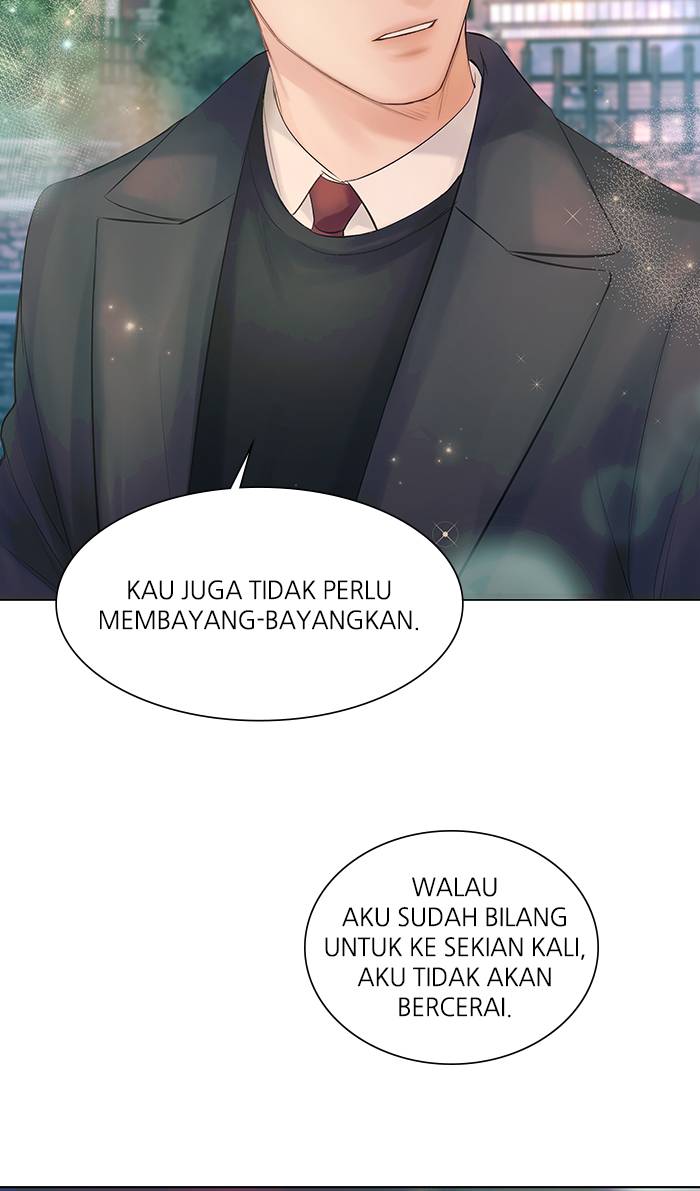 KAU JUGA TIDAK PERLU
MEMBAYANG-BAYANGKAN.
WALAU
AKU SUDAH BILANG
UNTUK KE SEKIAN KALI,
AKU TIDAK AKAN
BERCERAI.